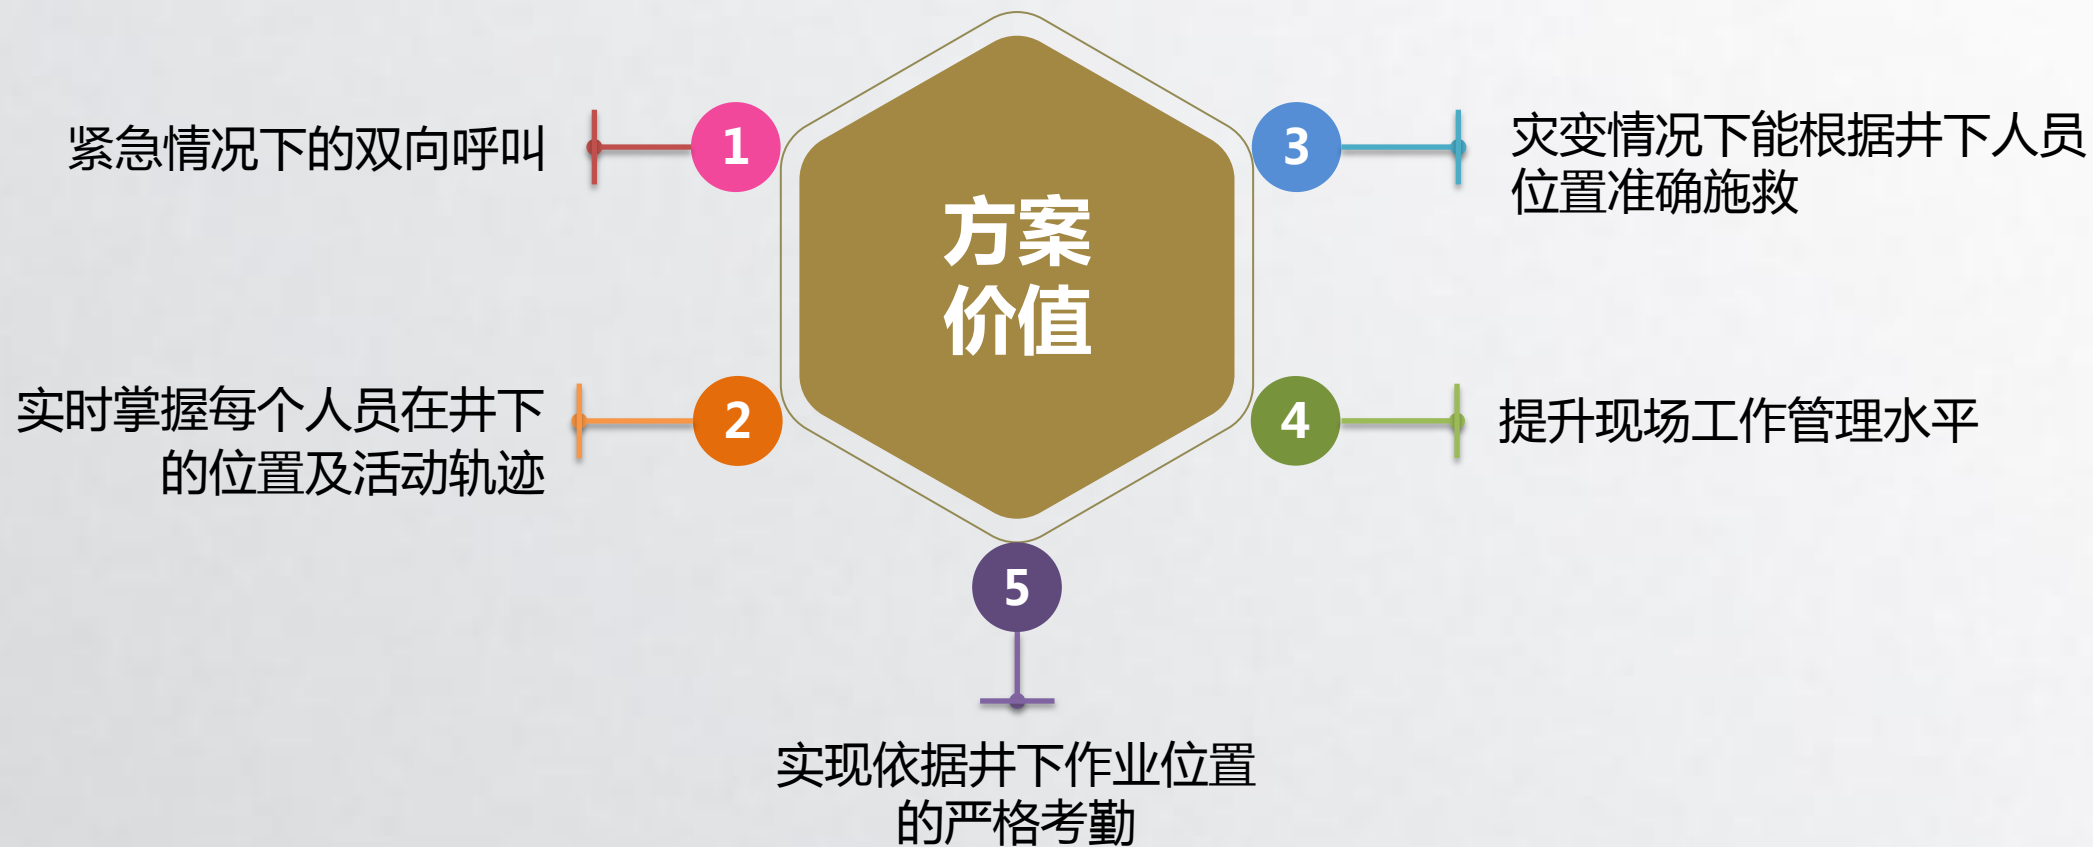 方案
价值
1
紧急情况下的双向呼叫
2
实时掌握每个人员在井下
的位置及活动轨迹
3
灾变情况下能根据井下人员
位置准确施救
4
提升现场工作管理水平
5
实现依据井下作业位置
的严格考勤